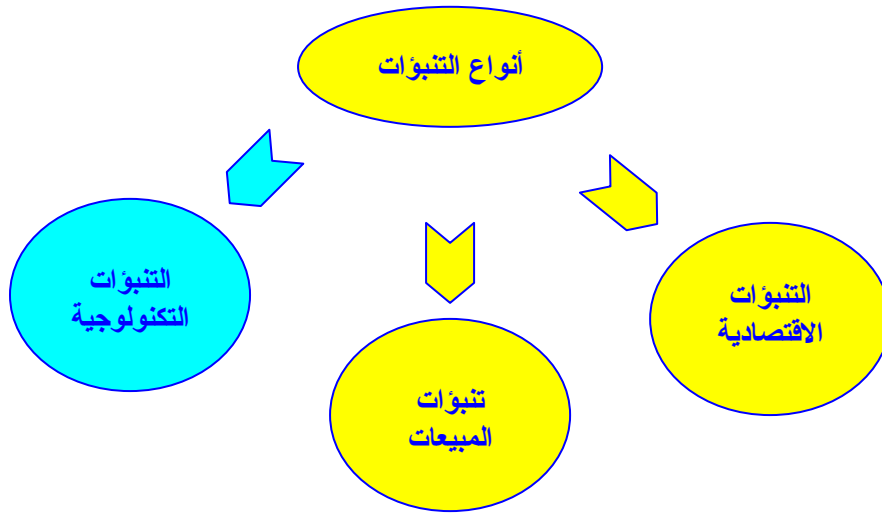 أنواع التنبؤات
التنبؤات
الاقتصادية
تنبؤات
المبيعات
التنبؤات
التكنولوجية